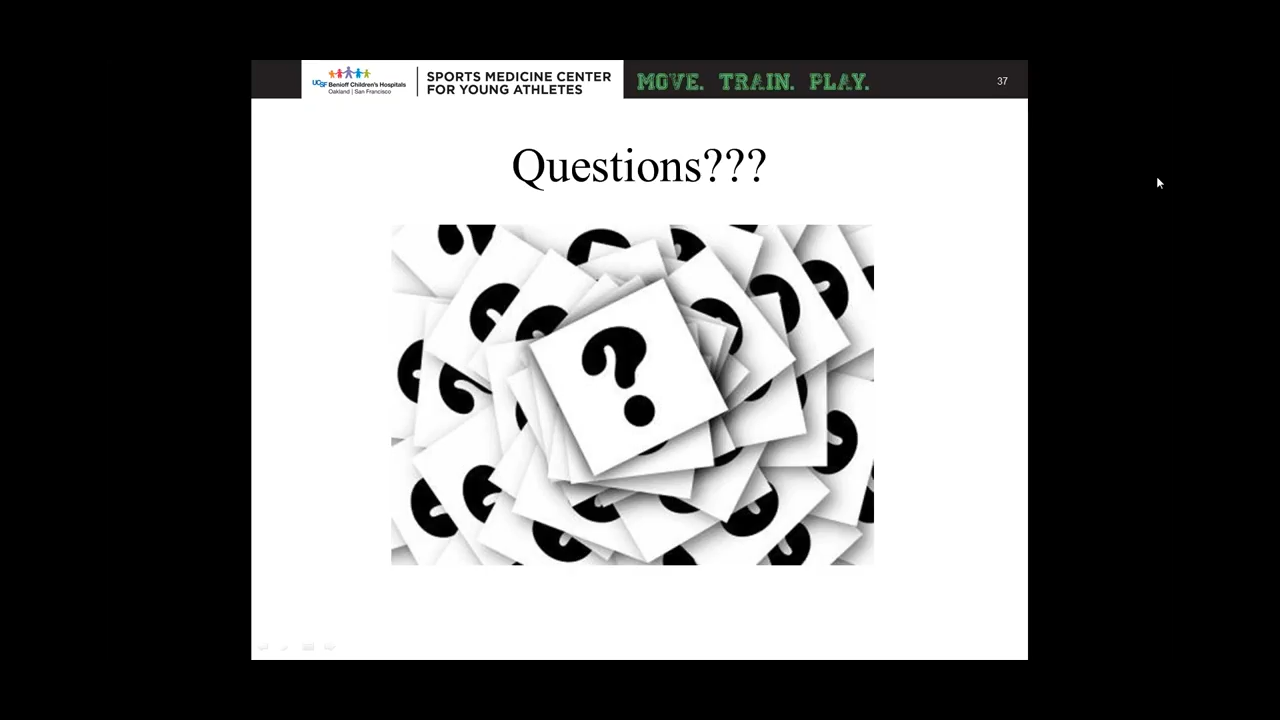 UCSF Benioff Children's Hospitals
Oakland | San Francisco
SPORTS MEDICINE CENTER
FOR YOUNG ATHLETES
MOVE. TRAIN. PLAY.
37
Questions???
?